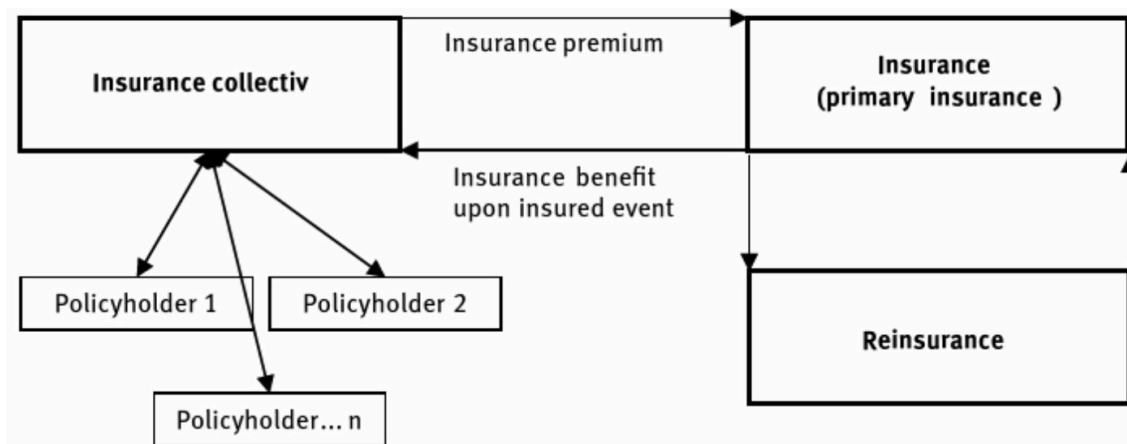 Insurance premium
Insurance collectiv
Insurance
(primary insurance )
Insurance benefit
upon insured event
Policyholder 1
Policyholder 2
Reinsurance
Policyholder... n